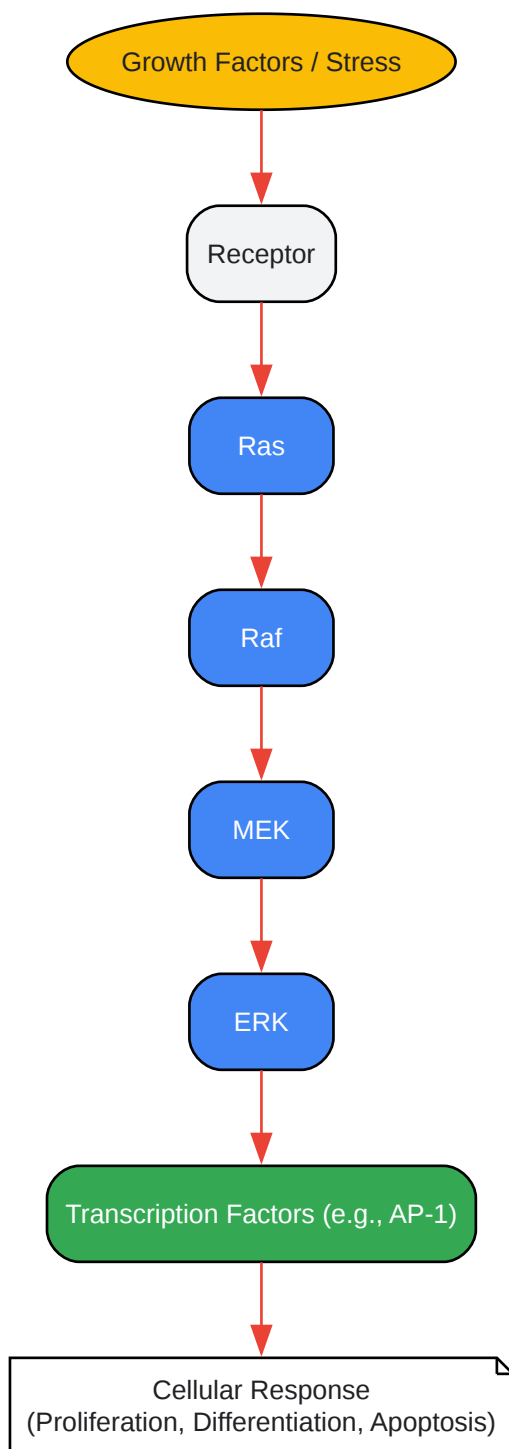 Growth Factors / Stress
Receptor
Ras
Raf
MEK
ERK
Transcription Factors (e.g., AP-1)
Cellular Response
(Proliferation, Differentiation, Apoptosis)